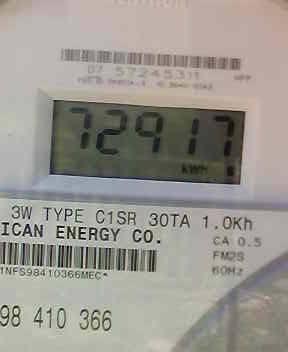 07 57245311
72917
KWH
3W TYPE C1SR 30TA 1.0Kh
ICAN ENERGY CO.
CA 0.5
FM2S
60Hz
1NFS98410366MEC*
98 410 366